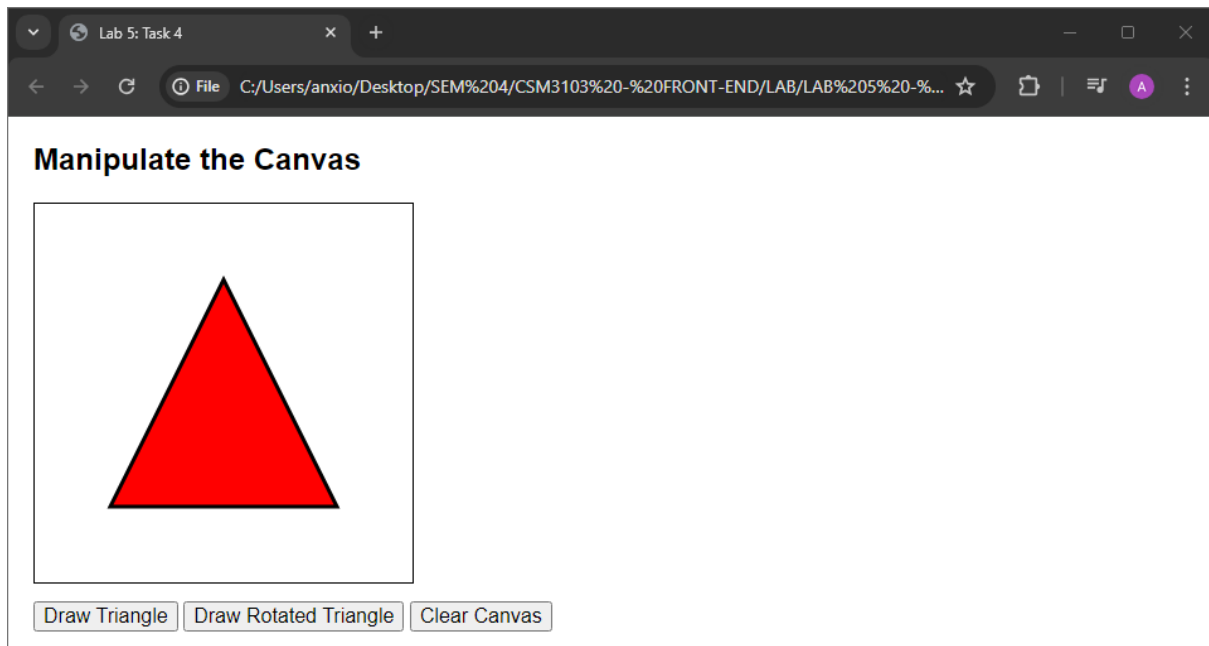 Lab 5: Task 4
File C:/Users/anxio/Desktop/SEM%204/CSM3103%20-%20FRONT-END/LAB/LAB%205%20-%... A
Manipulate the Canvas
Draw Triangle Draw Rotated Triangle Clear Canvas